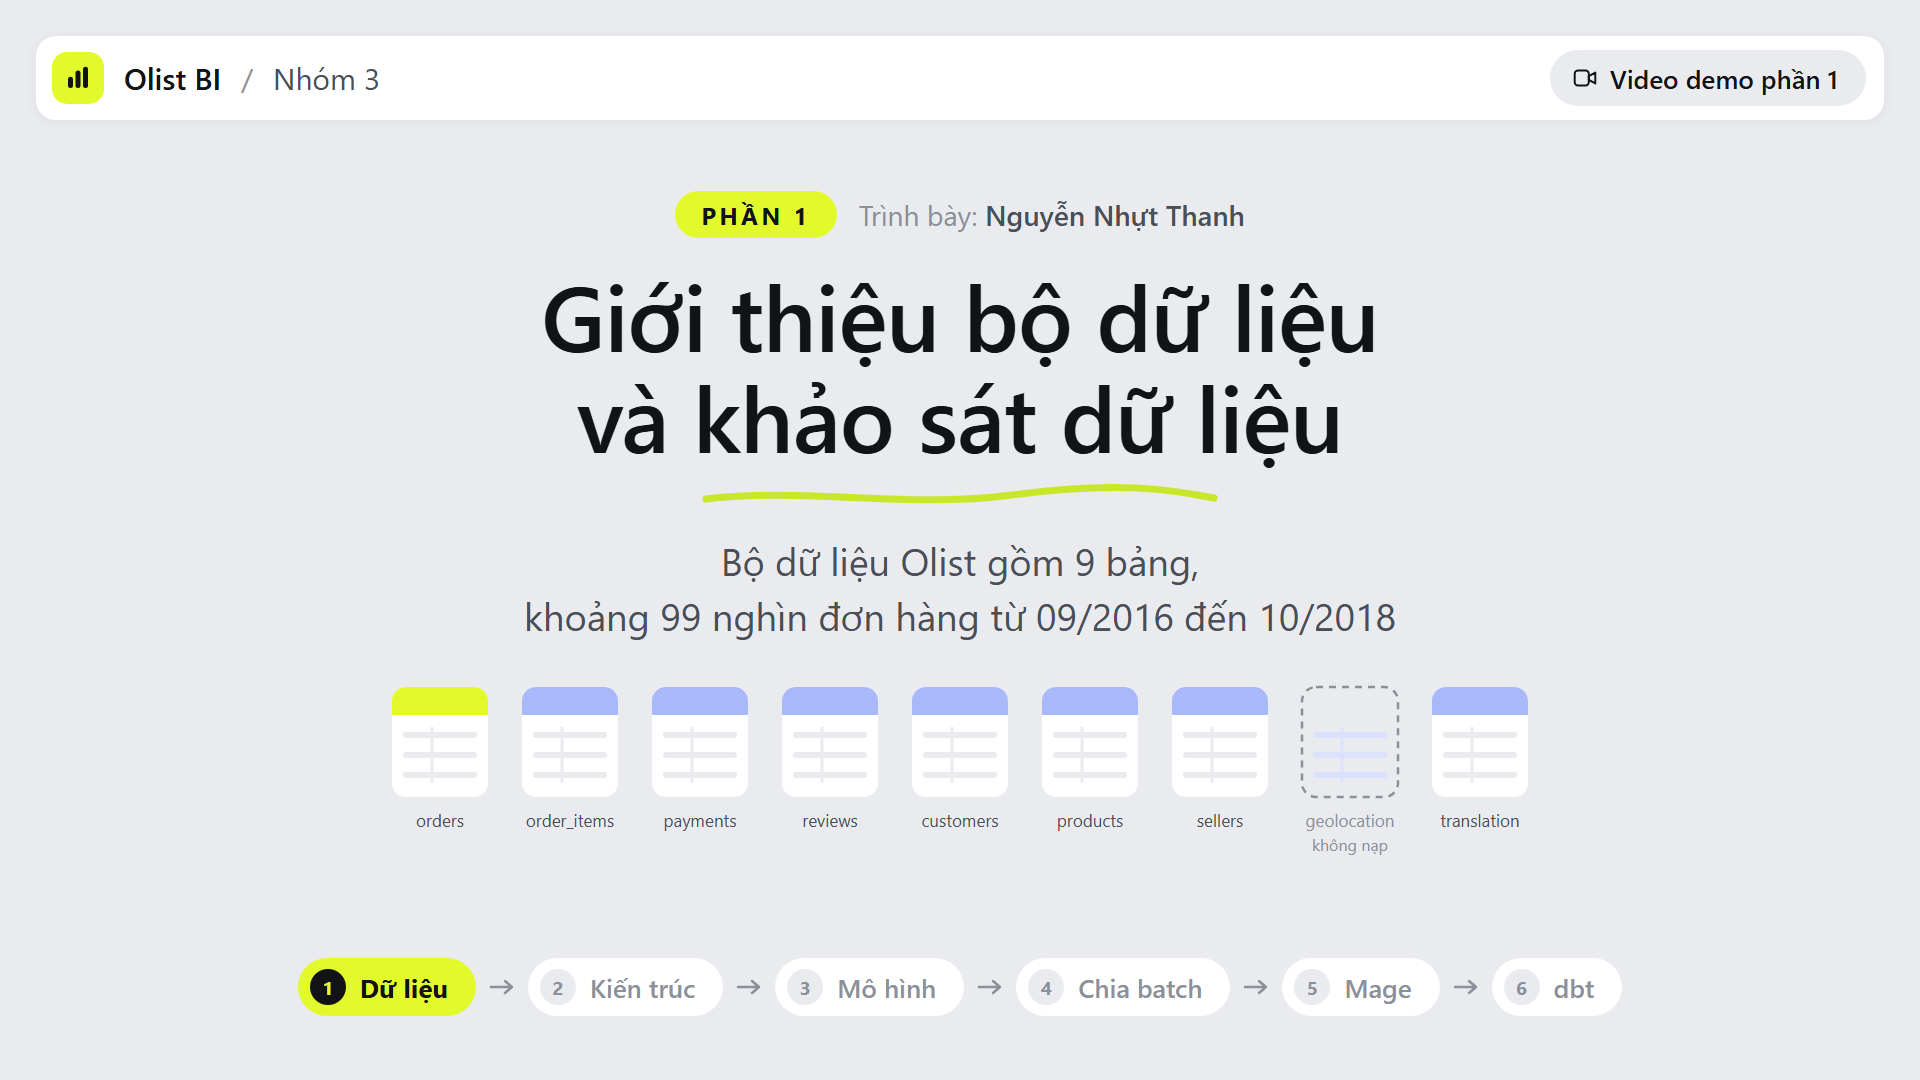 Olist BI / Nhóm 3
Video demo phần 1
PHẦN 1
Trình bày: Nguyễn Nhựt Thanh
Giới thiệu bộ dữ liệu
và khảo sát dữ liệu
Bộ dữ liệu Olist gồm 9 bảng,
khoảng 99 nghìn đơn hàng từ 09/2016 đến 10/2018
orders
order_items
payments
reviews
customers
products
sellers
geolocation
không nạp
translation
1 Dữ liệu
2 Kiến trúc
3 Mô hình
4 Chia batch
5 Mage
6 dbt